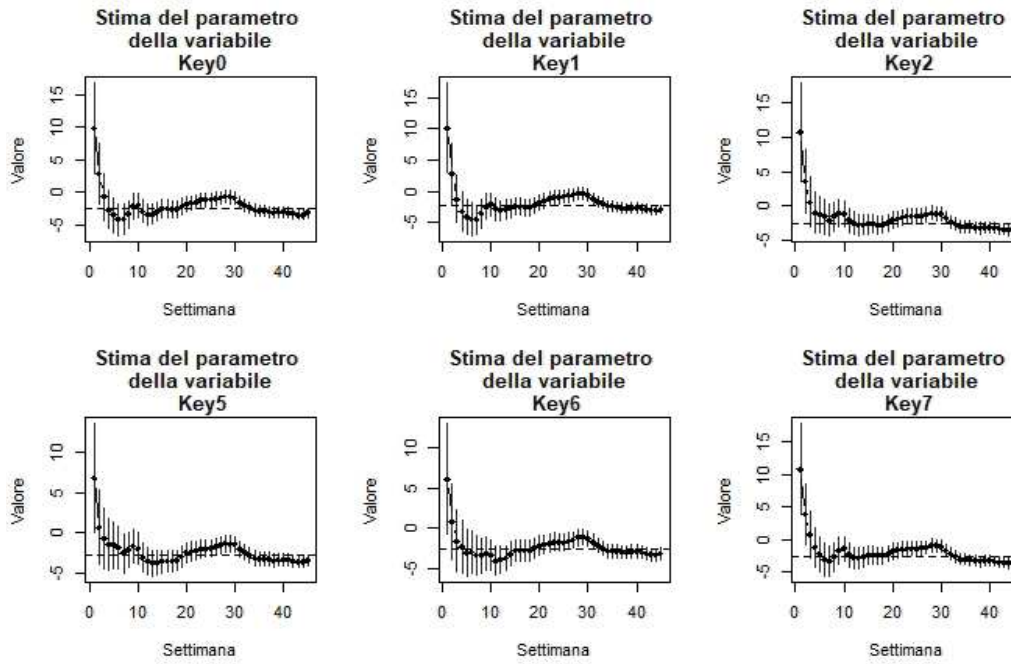 Stima del parametro
della variabile
Key0
Stima del parametro
della variabile
Key1
Stima del parametro
della variabile
Key2
Valore
15
10
5
0
-5
0 10 20 30 40
Settimana
Valore
15
10
5
0
-5
0 10 20 30 40
Settimana
Valore
15
10
5
0
-5
0 10 20 30 40
Settimana
Stima del parametro
della variabile
Key5
Stima del parametro
della variabile
Key6
Stima del parametro
della variabile
Key7
Valore
10
5
0
-5
0 10 20 30 40
Settimana
Valore
10
5
0
-5
0 10 20 30 40
Settimana
Valore
15
10
5
0
-5
0 10 20 30 40
Settimana